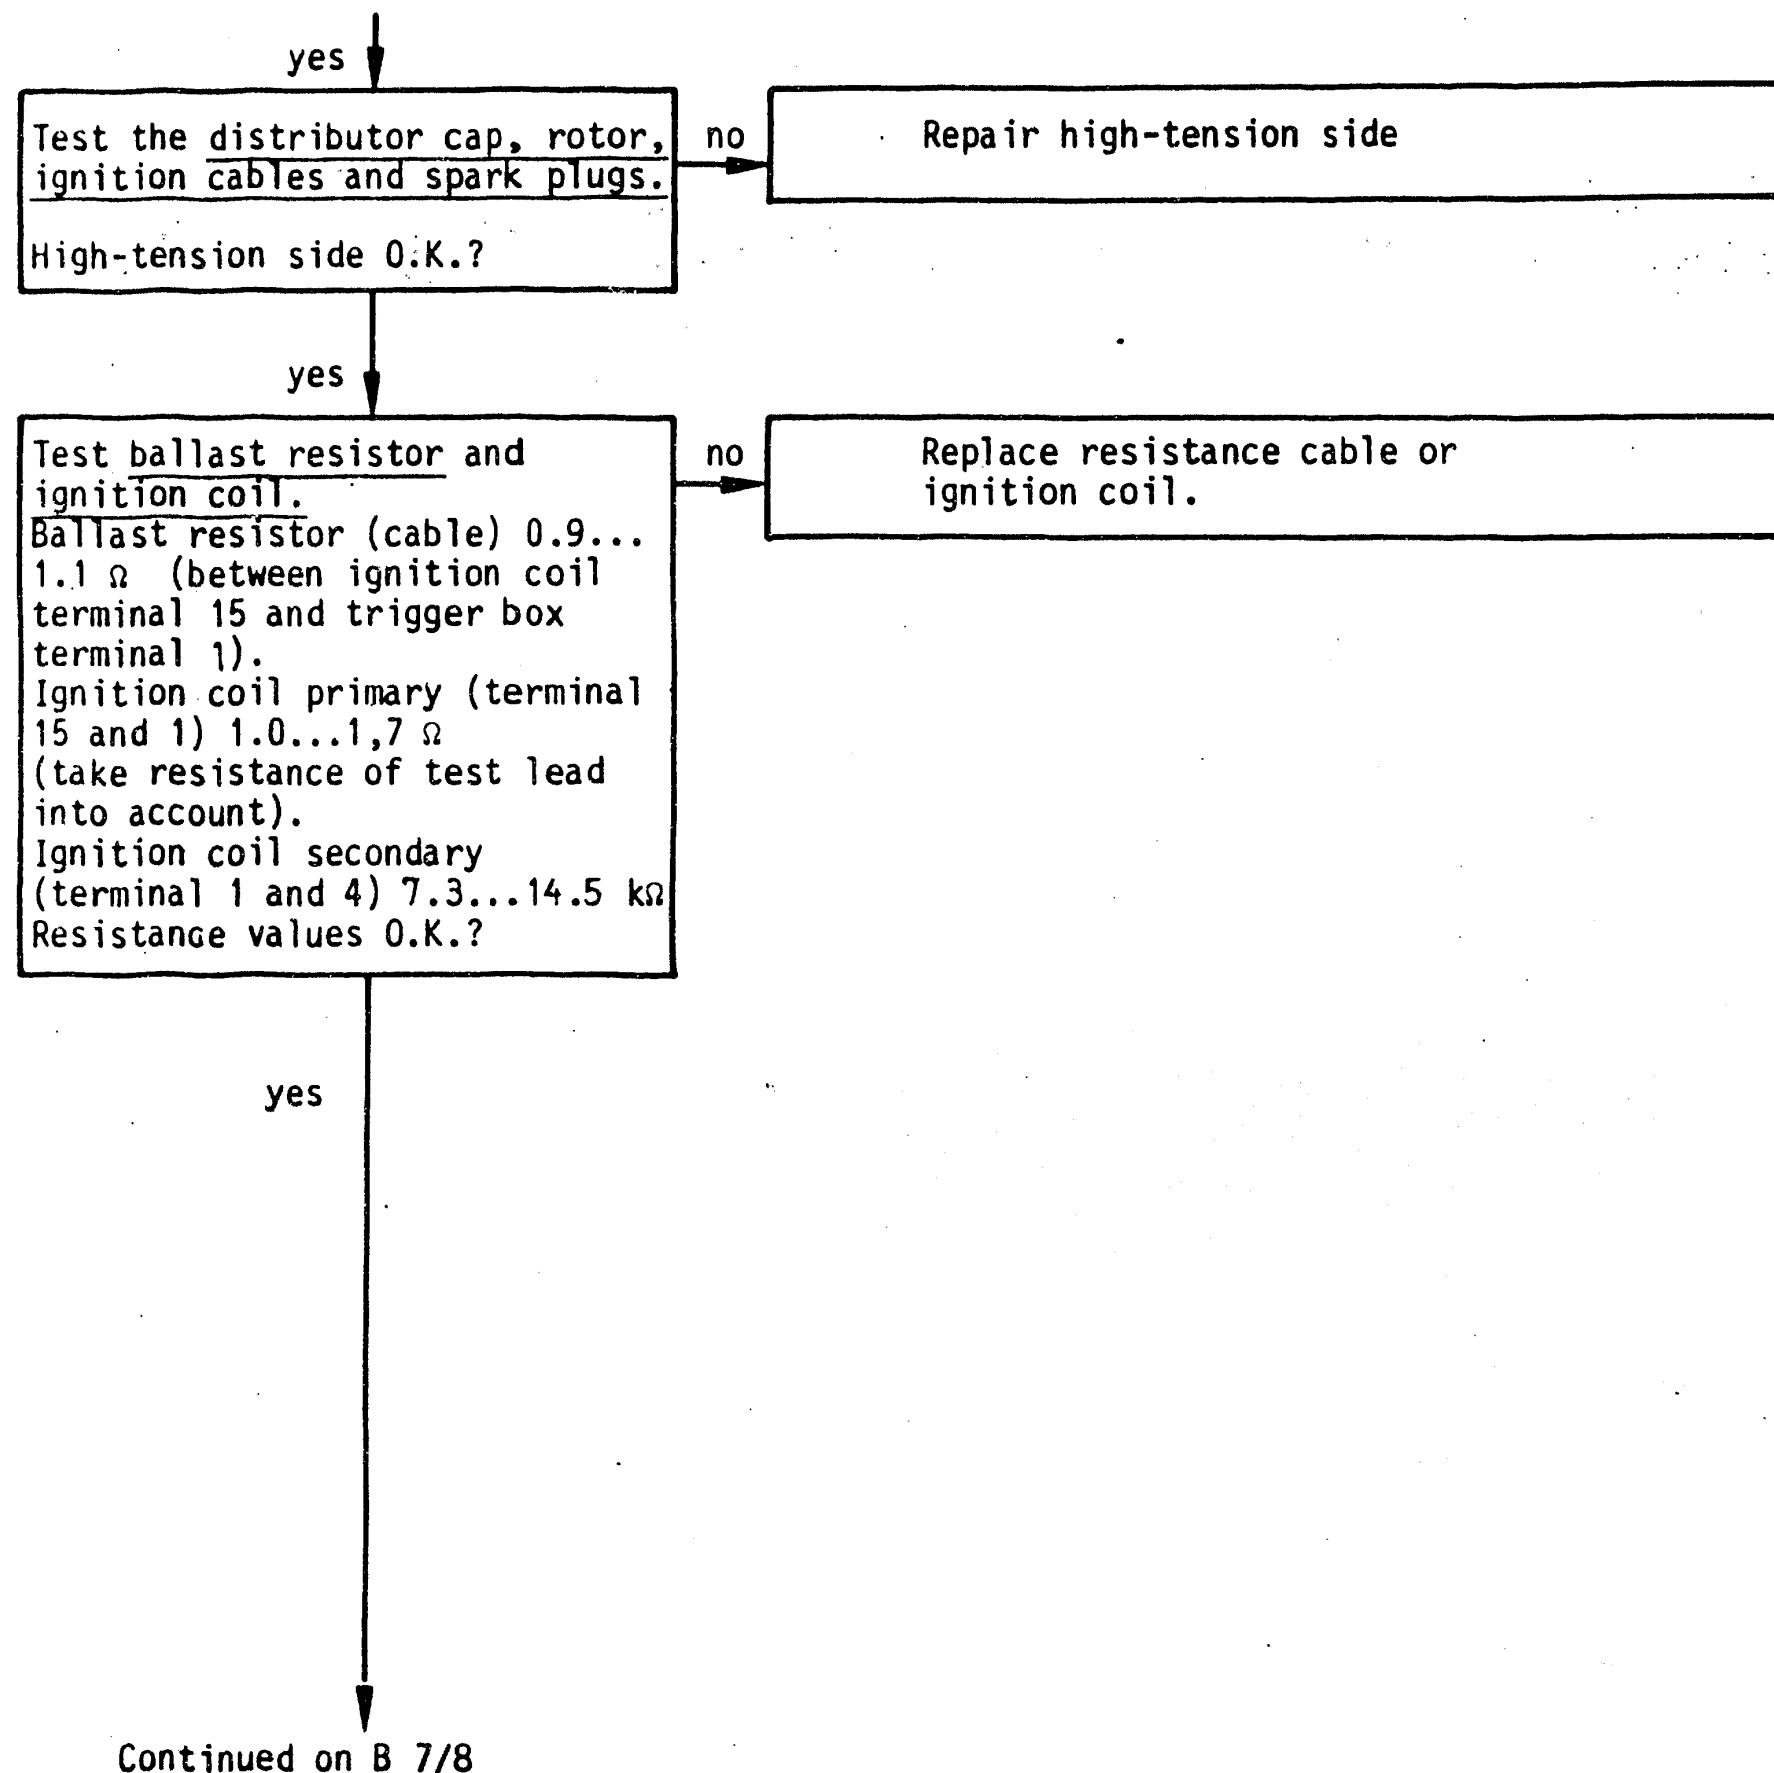 yes
Test the distributor cap, rotor,
ignition cables and spark plugs.
High-tension side O.K.?
no
Repair high-tension side
yes
Test ballast resistor and
ignition coil.
Ballast resistor (cable) 0.9...
1.1 Ω (between ignition coil
terminal 15 and trigger box
terminal 1).
Ignition coil primary (terminal
15 and 1) 1.0...1,7 Ω
(take resistance of test lead
into account).
Ignition coil secondary
(terminal 1 and 4) 7.3...14.5 kΩ
Resistance values O.K.?
no
Replace resistance cable or
ignition coil.
yes
Continued on B 7/8